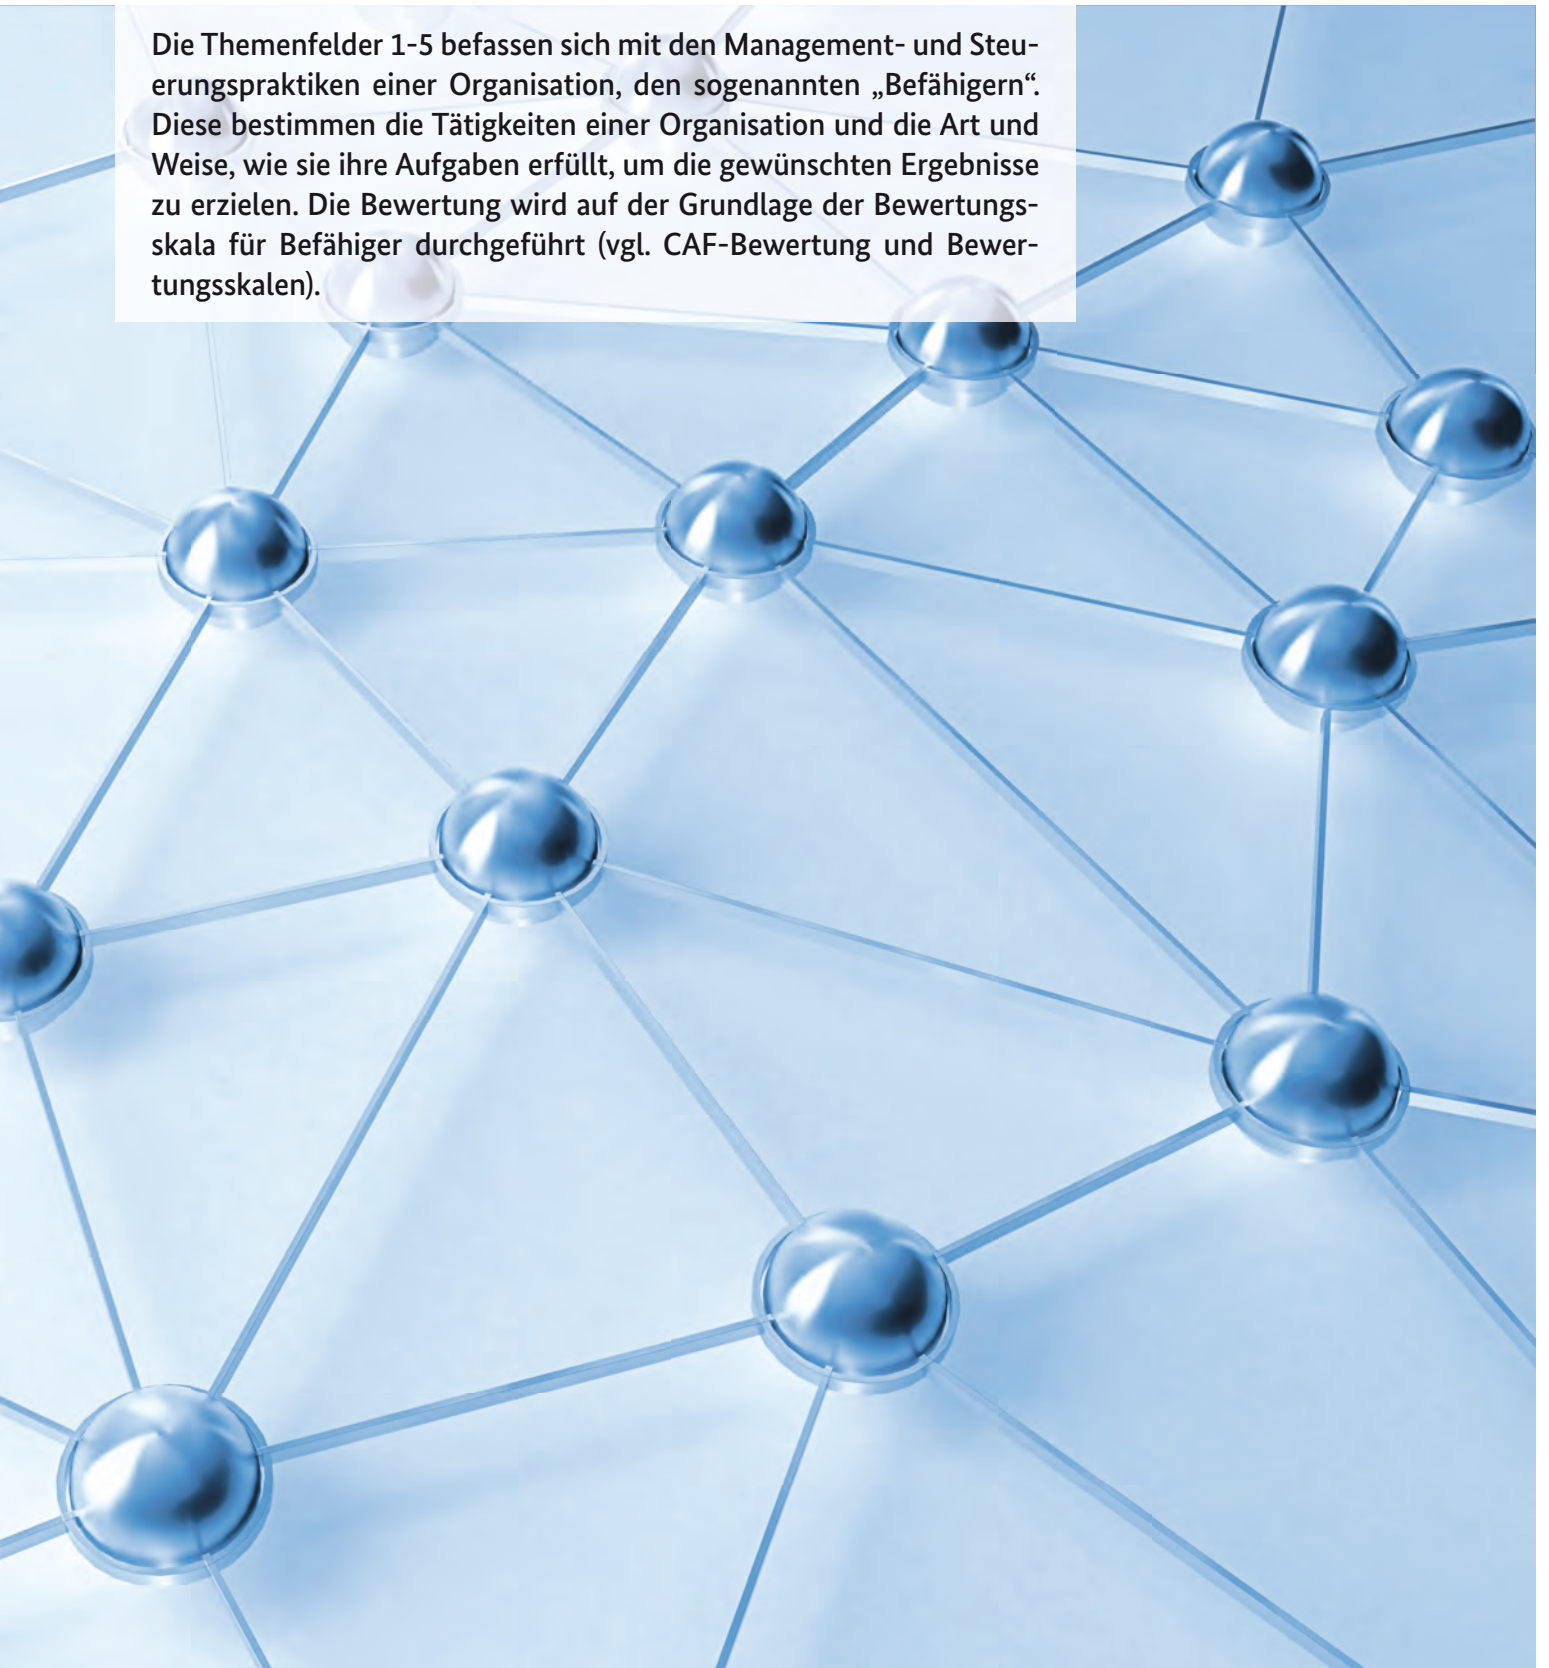 Die Themenfelder 1-5 befassen sich mit den Management- und Steu-
erungspraktiken einer Organisation, den sogenannten „Befähigern“.
Diese bestimmen die Tätigkeiten einer Organisation und die Art und
Weise, wie sie ihre Aufgaben erfüllt, um die gewünschten Ergebnisse
zu erzielen. Die Bewertung wird auf der Grundlage der Bewertungs-
skala für Befähiger durchgeführt (vgl. CAF-Bewertung und Bewer-
tungsskalen).